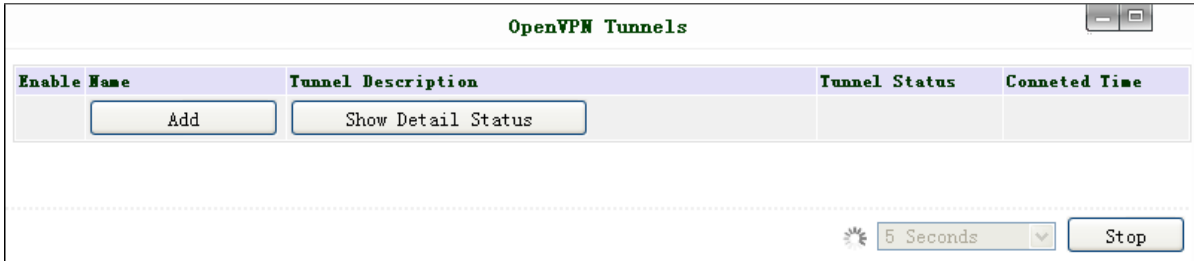 OpenVPN Tunnels
Enable Name Tunnel Description Tunnel Status Conneted Time
Add Show Detail Status
5 Seconds Stop